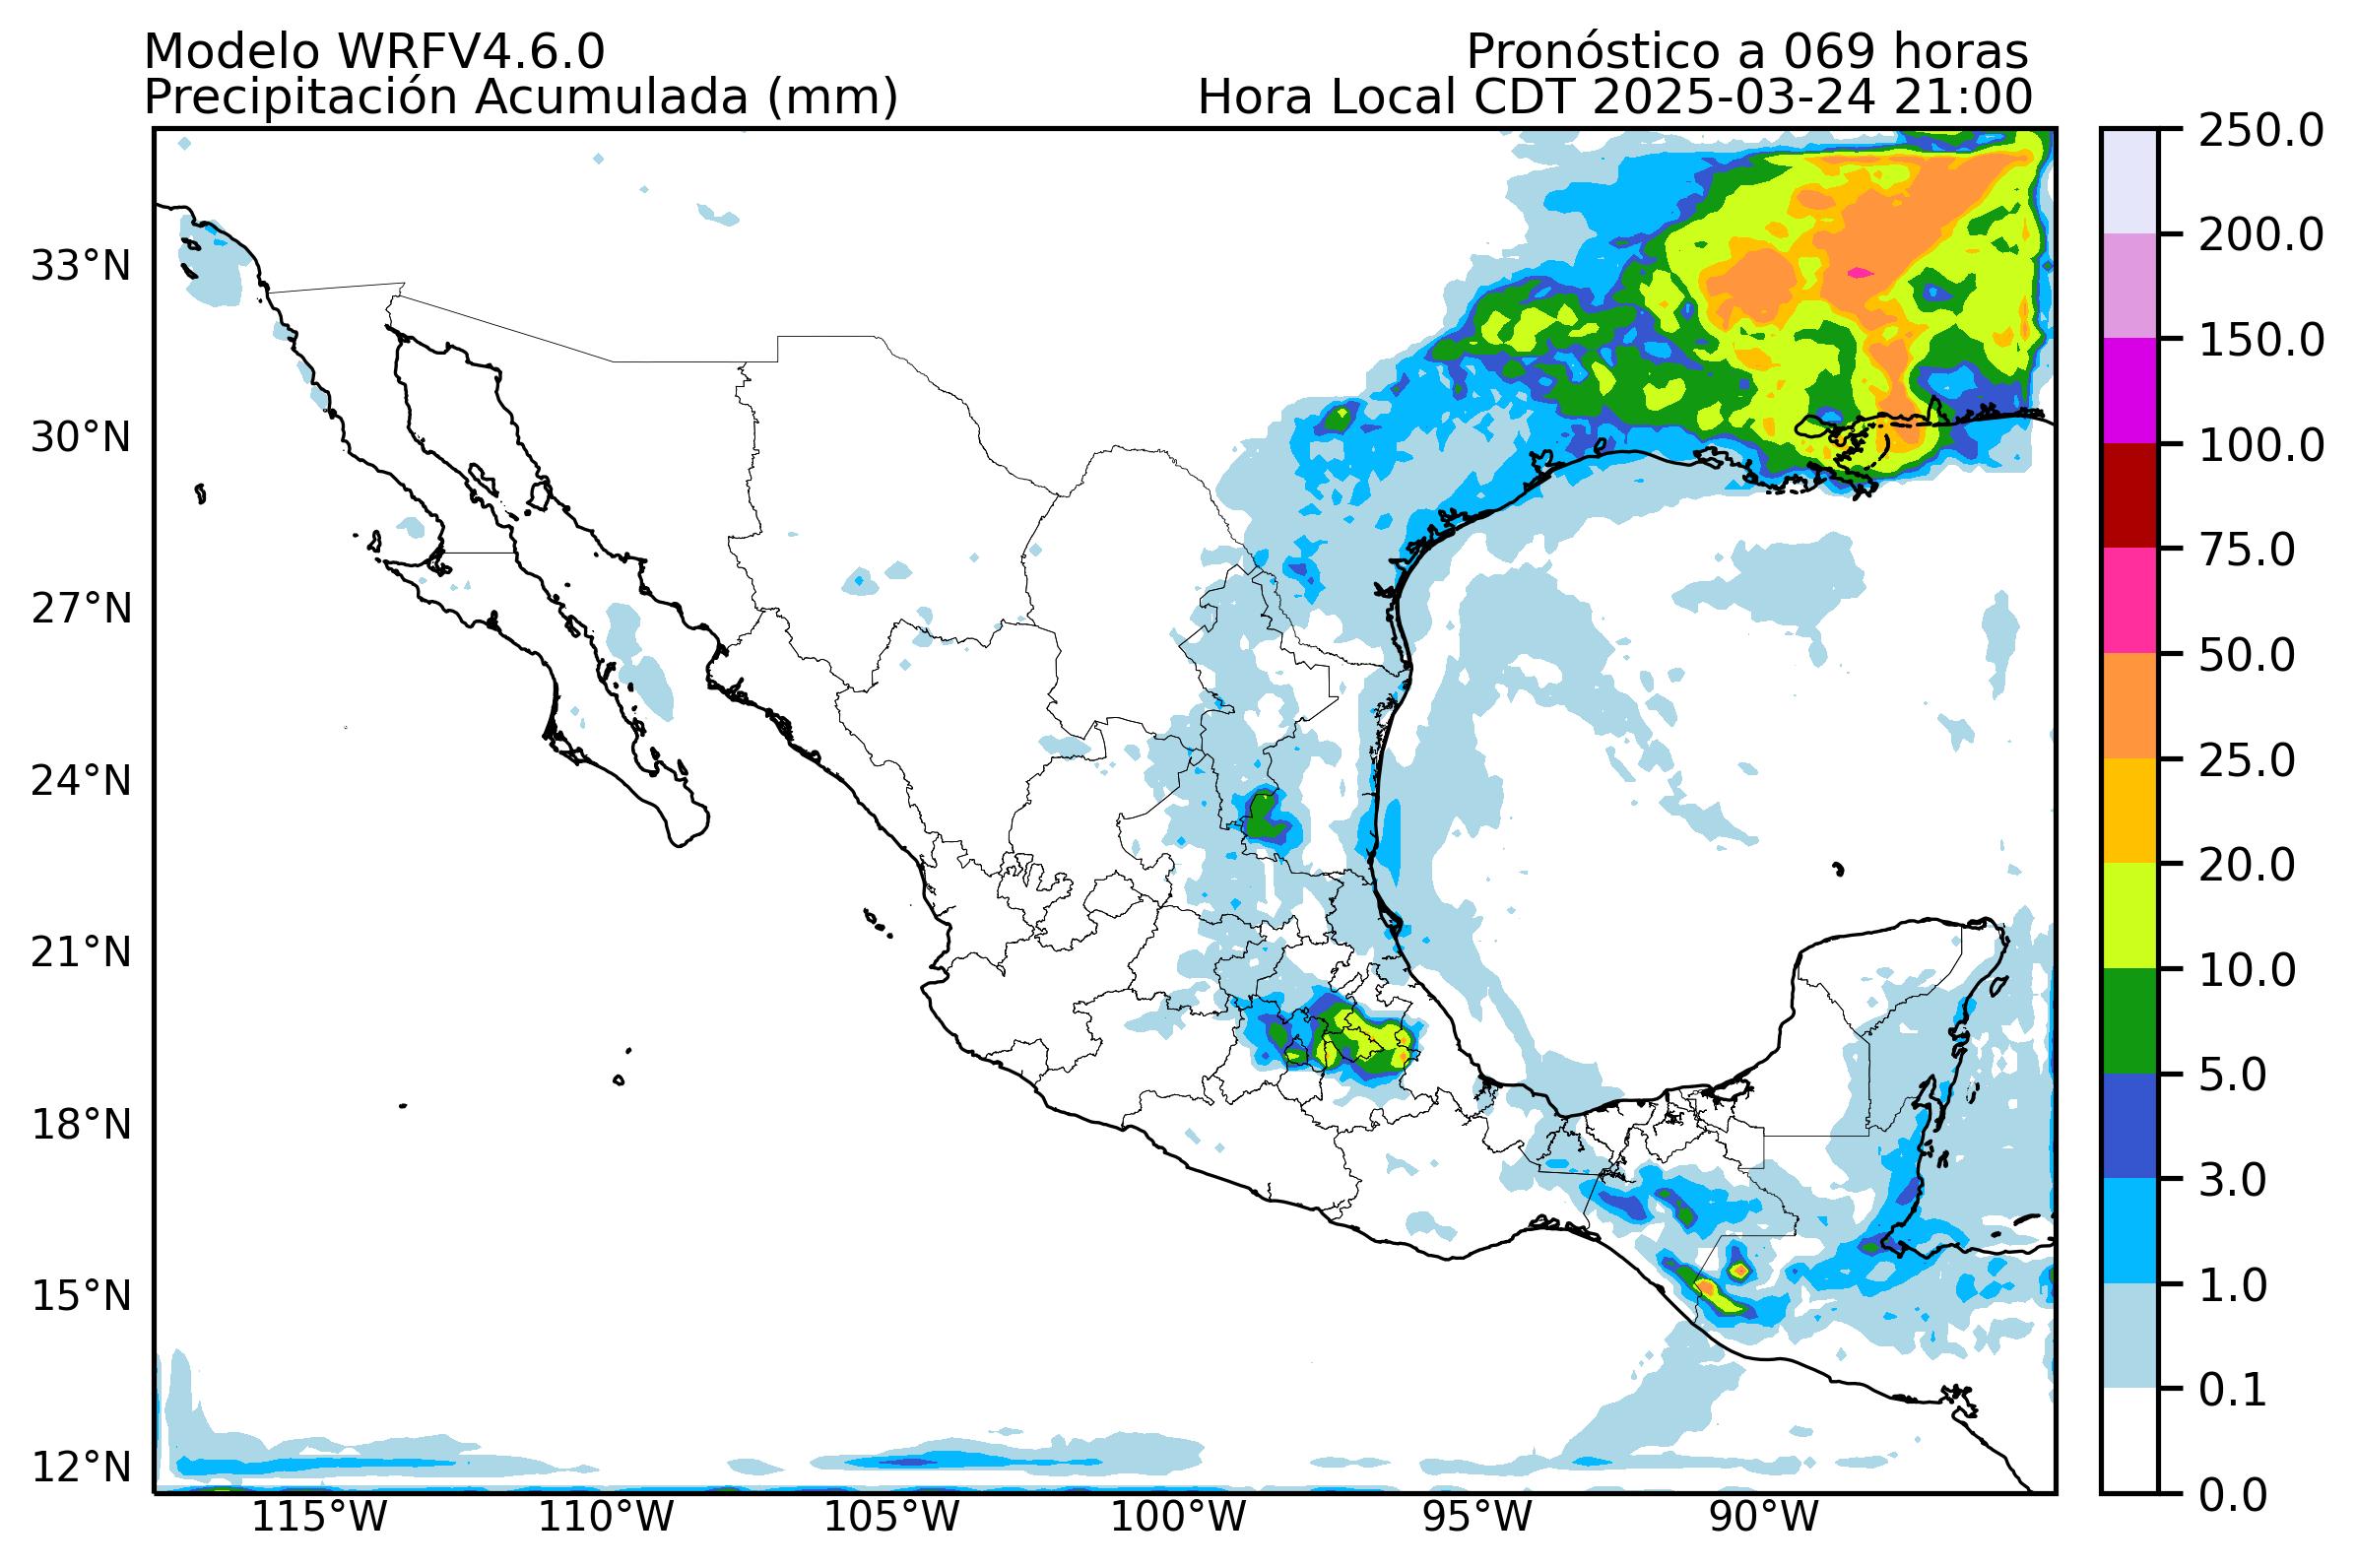 Modelo WRFV4.6.0
Pronóstico a 069 horas
Precipitación Acumulada (mm)
Hora Local CDT 2025-03-24 21:00
33°N
30°N
27°N
24°N
21°N
18°N
15°N
12°N
115°W
110°W
105°W
100°W
95°W
90°W
250.0
200.0
150.0
100.0
75.0
50.0
25.0
20.0
10.0
5.0
3.0
1.0
0.1
0.0